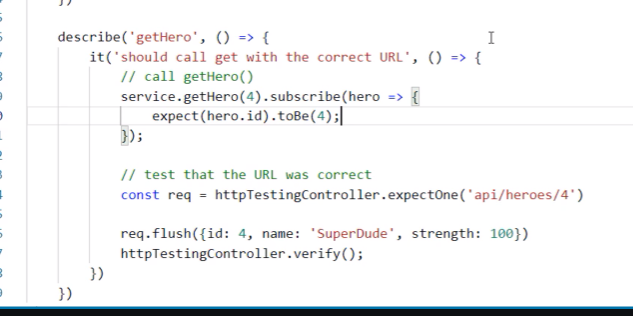 })
describe('getHero', () => {
it('should call get with the correct URL', () => {
// call getHero()
service.getHero(4).subscribe(hero => {
expect(hero.id).toBe(4);
});
// test that the URL was correct
const req = httpTestingController.expectOne('api/heroes/4')
req.flush({id: 4, name: 'SuperDude', strength: 100})
httpTestingController.verify();
})
})